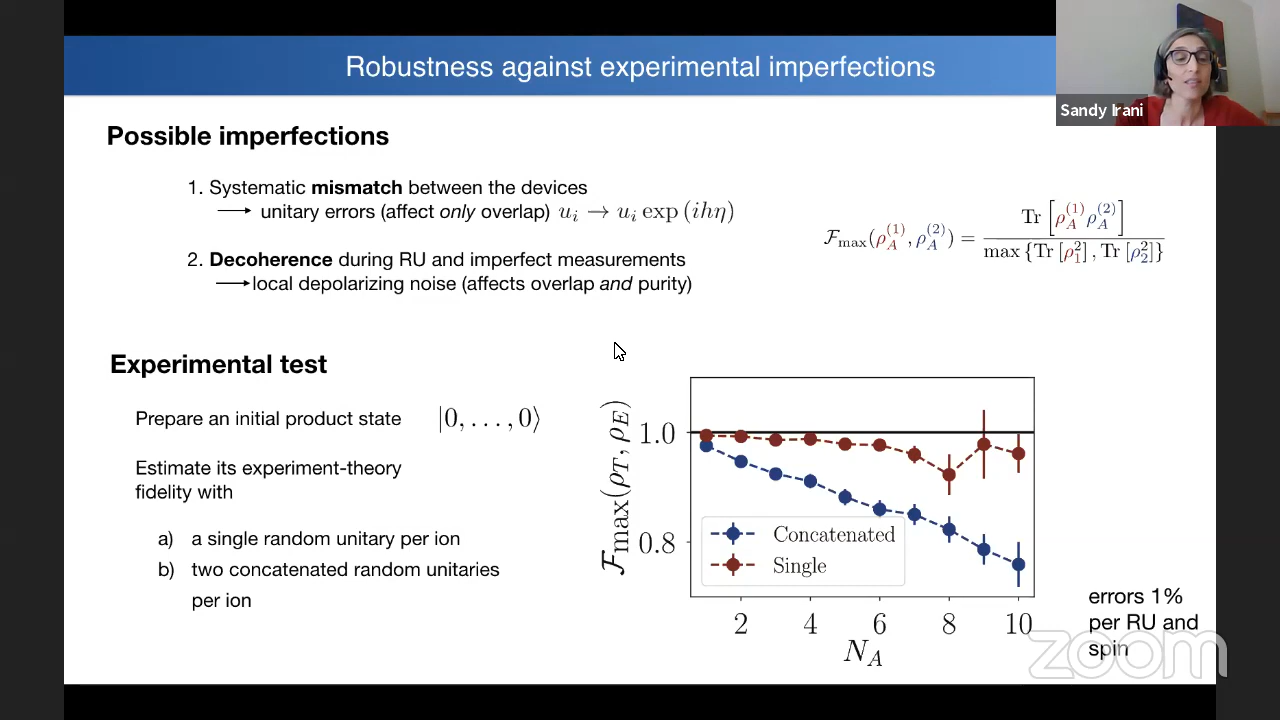 Robustness against experimental imperfections
Sandy Irani
Possible imperfections
1. Systematic mismatch between the devices
⟶ unitary errors (affect only overlap) u_i → u_i exp (ihη)
2. Decoherence during RU and imperfect measurements
⟶ local depolarizing noise (affects overlap and purity)
F_max(ρ_A^(1), ρ_A^(2)) = Tr [ρ_A^(1) ρ_A^(2)] / max {Tr [ρ_1^2], Tr [ρ_2^2]}
Experimental test
Prepare an initial product state |0, . . . , 0⟩
Estimate its experiment-theory
fidelity with
a) a single random unitary per ion
b) two concatenated random unitaries
per ion
F_max(ρ_T, ρ_E)
1.0
0.8
Concatenated
Single
2 4 6 8 10
N_A
errors 1%
per RU and
spin
zoom